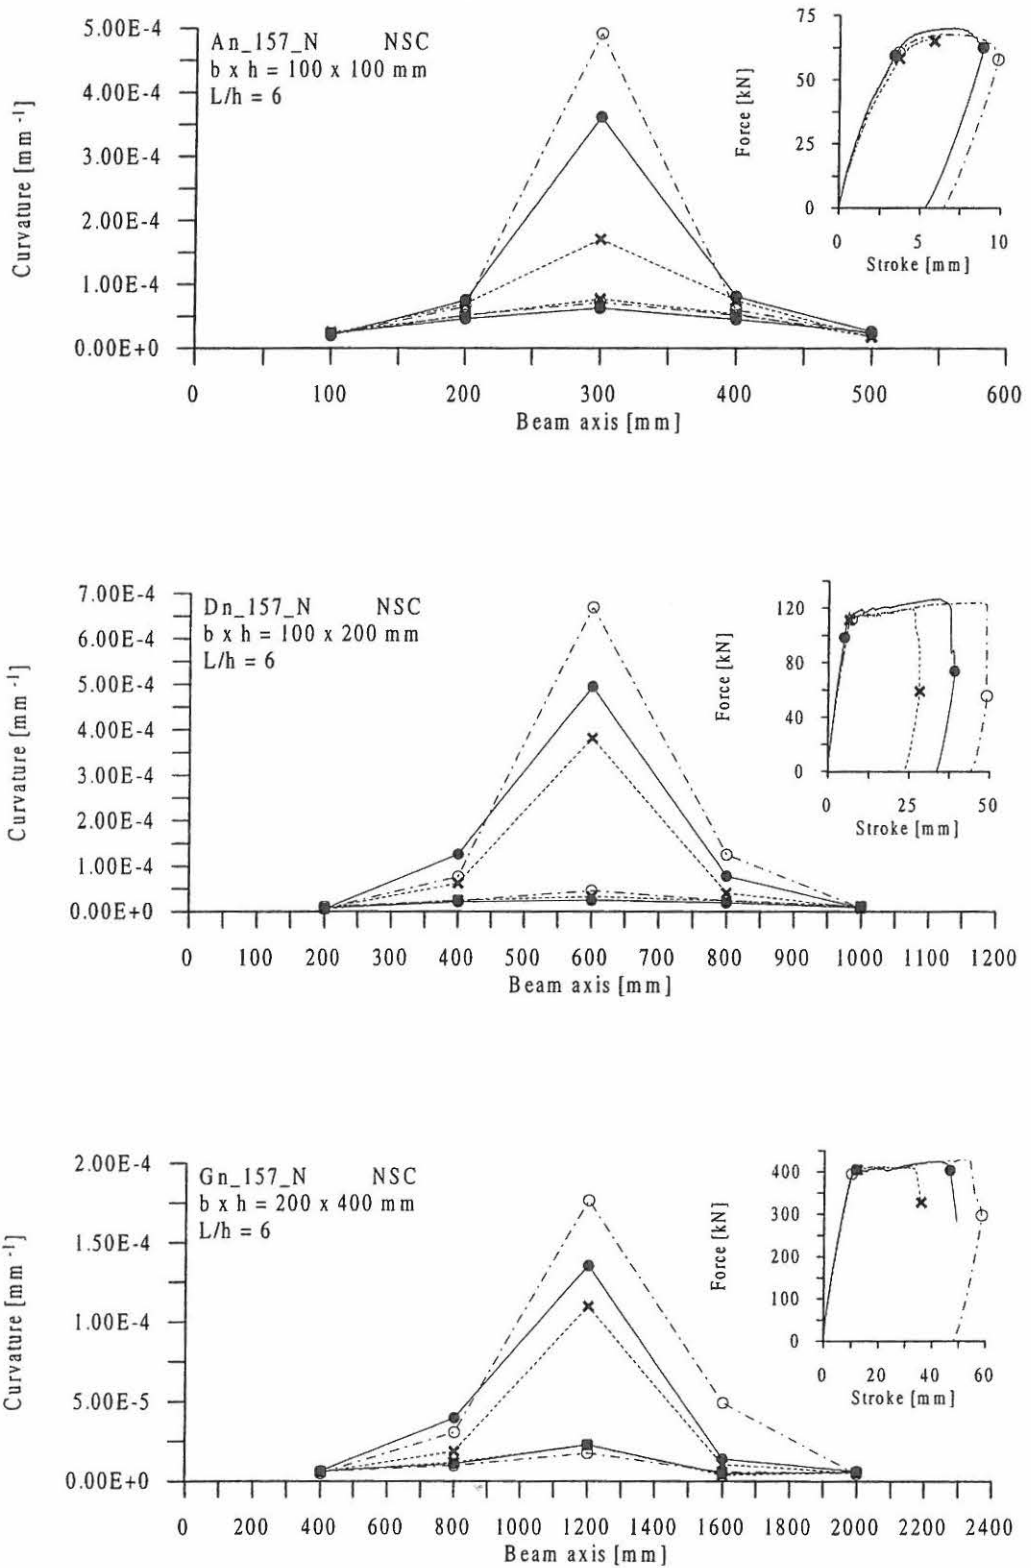 5.00E-4
4.00E-4
3.00E-4
2.00E-4
1.00E-4
0.00E+0
Curvature [mm -1]
An_157_N NSC
b x h = 100 x 100 mm
L/h = 6
0 100 200 300 400 500 600
Beam axis [mm]
75
50
25
0
Force [kN]
0 5 10
Stroke [mm]
7.00E-4
6.00E-4
5.00E-4
4.00E-4
3.00E-4
2.00E-4
1.00E-4
0.00E+0
Curvature [mm -1]
Dn_157_N NSC
b x h = 100 x 200 mm
L/h = 6
0 100 200 300 400 500 600 700 800 900 1000 1100 1200
Beam axis [mm]
120
80
40
0
Force [kN]
0 25 50
Stroke [mm]
2.00E-4
1.50E-4
1.00E-4
5.00E-5
0.00E+0
Curvature [mm -1]
Gn_157_N NSC
b x h = 200 x 400 mm
L/h = 6
0 200 400 600 800 1000 1200 1400 1600 1800 2000 2200 2400
Beam axis [mm]
400
300
200
100
0
Force [kN]
0 20 40 60
Stroke [mm]